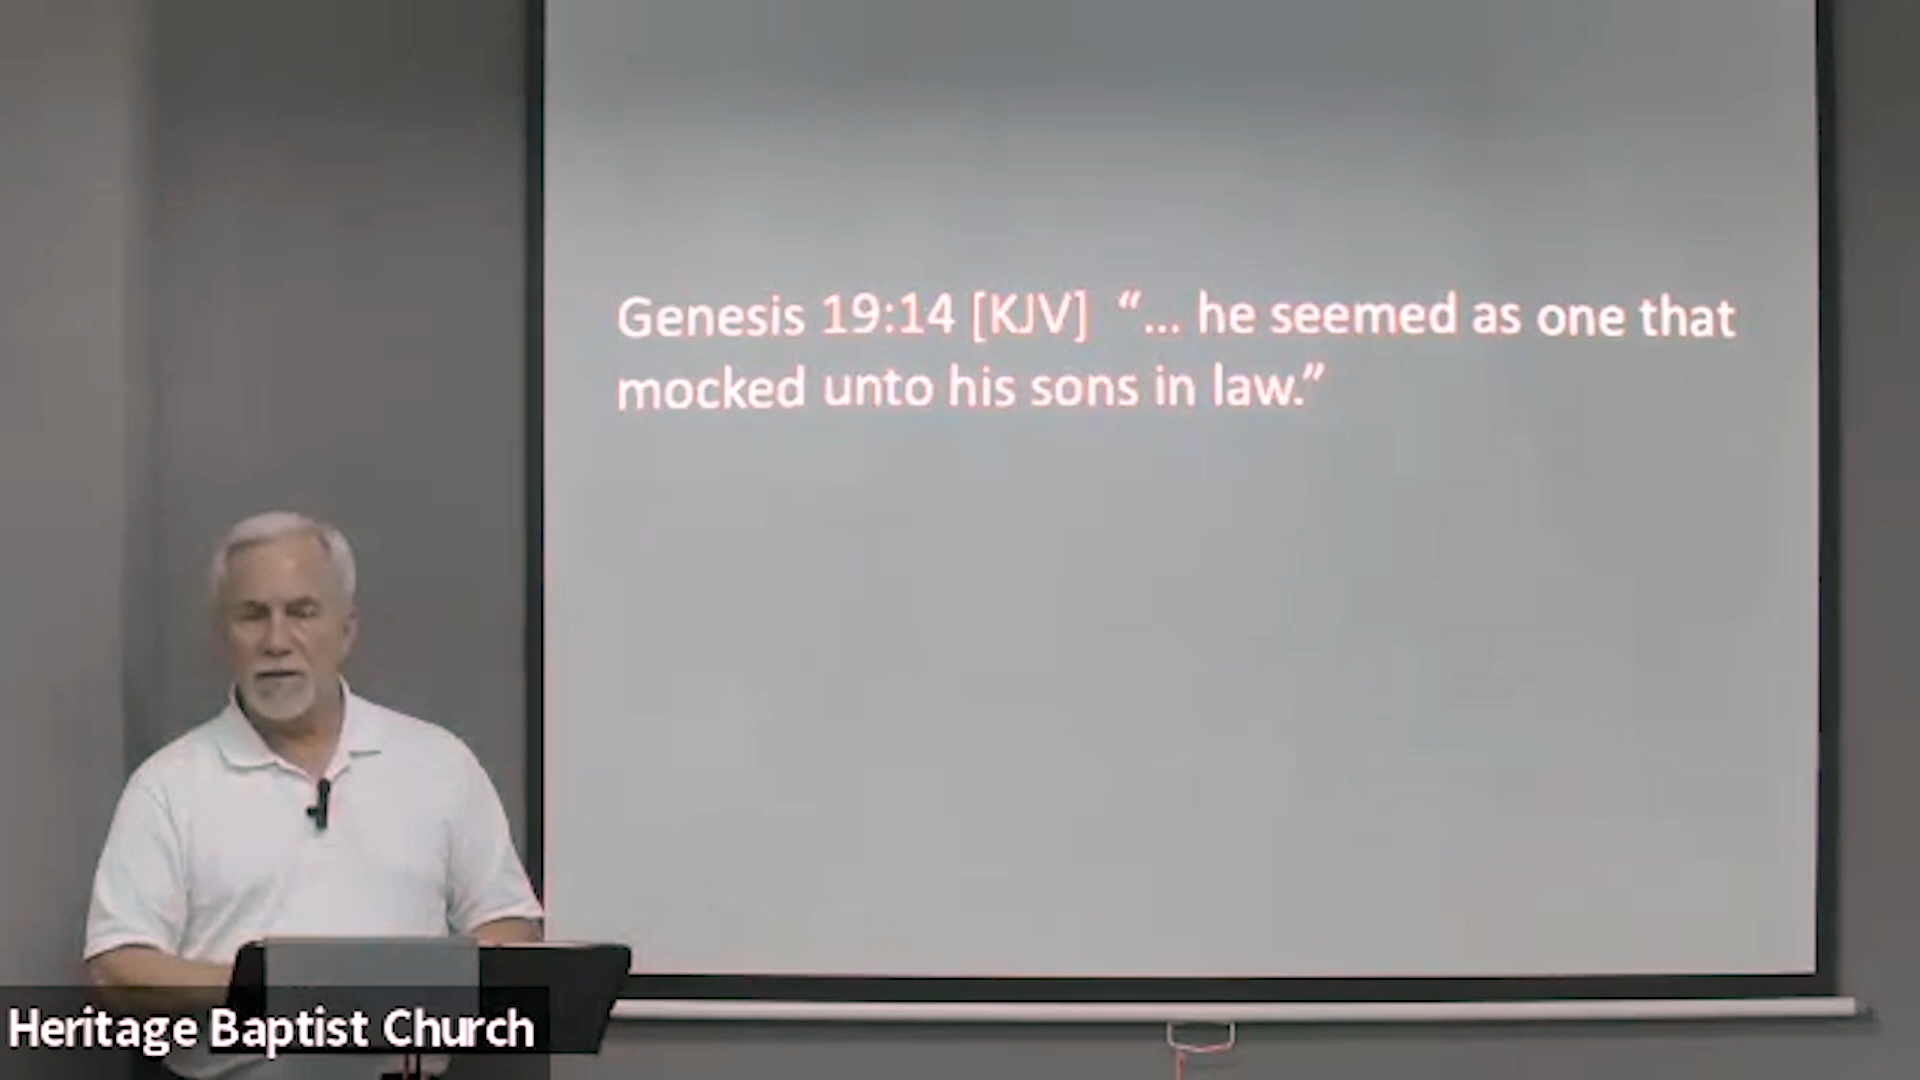 Genesis 19:14 [KJV] “... he seemed as one that
mocked unto his sons in law.”
Heritage Baptist Church